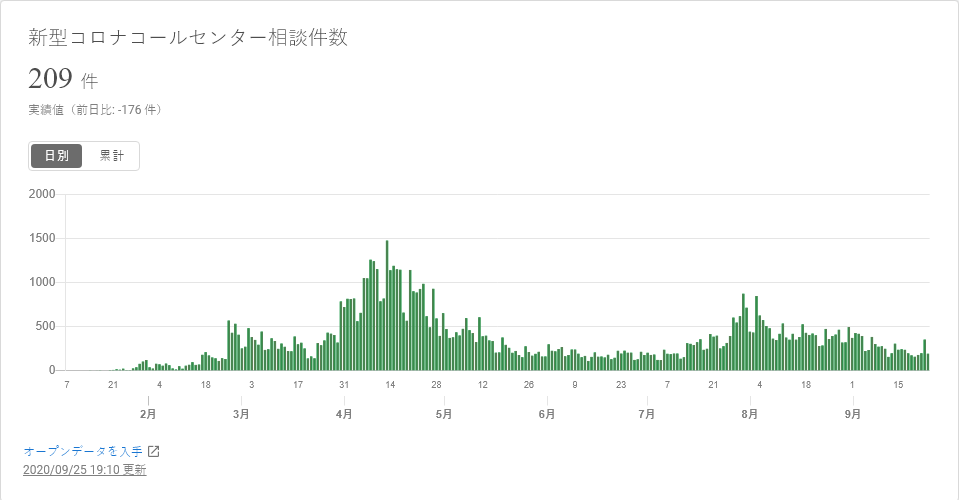 新型コロナコールセンター相談件数
209 件
実績値（前日比: -176 件）
日別 累計
2000
1500
1000
500
0
7 21 4 18 3 17 31 14 28 12 26 9 23 7 21 4 18 1 15
2月 3月 4月 5月 6月 7月 8月 9月
オープンデータを入手
2020/09/25 19:10 更新